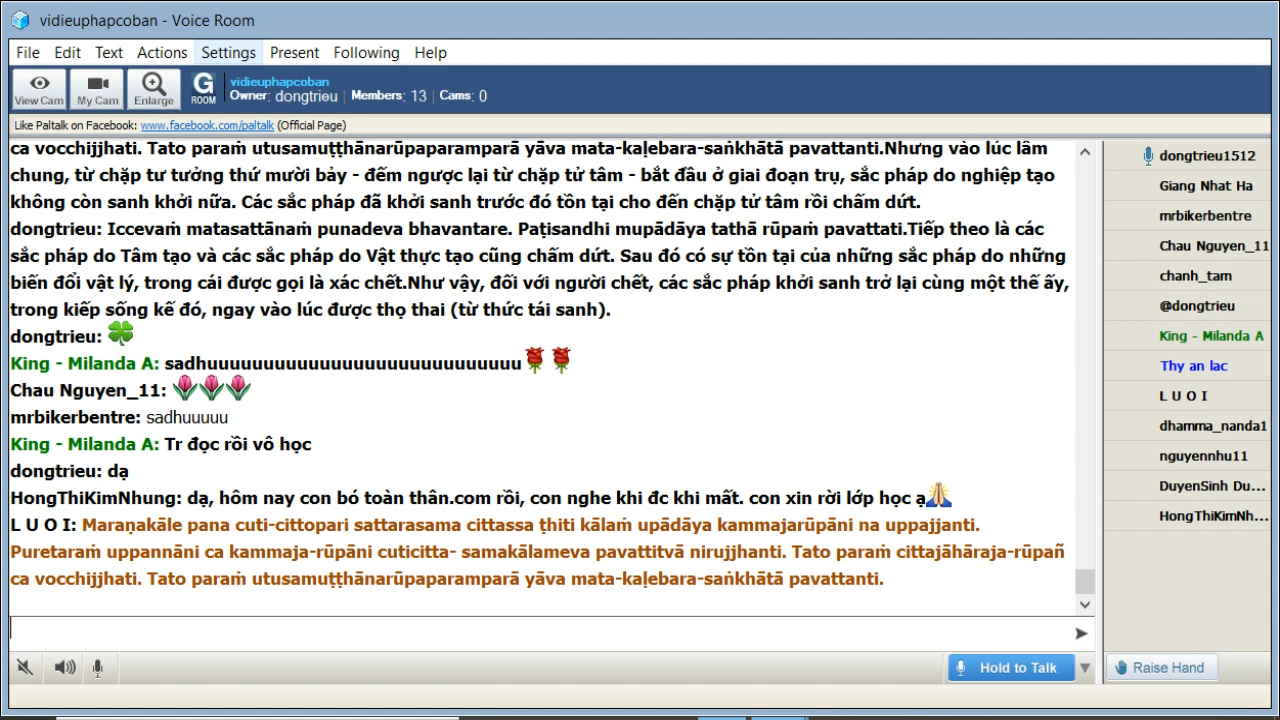 vidieuphapcoban - Voice Room
File Edit Text Actions Settings Present Following Help
View Cam My Cam Enlarge G ROOM
vidieuphapcoban
Owner: dongtrieu | Members: 13 | Cams: 0
Like Paltalk on Facebook: www.facebook.com/paltalk (Official Page)
ca vocchijjhati. Tato paraṁ utusamuṭṭhānarūpaparamparā yāva mata-kaḷebara-saṅkhātā pavattanti.Nhưng vào lúc lâm
chung, từ chặp tư tưởng thứ mười bảy - đếm ngược lại từ chặp tử tâm - bắt đầu ở giai đoạn trụ, sắc pháp do nghiệp tạo
không còn sanh khởi nữa. Các sắc pháp đã khởi sanh trước đó tồn tại cho đến chặp tử tâm rồi chấm dứt.
dongtrieu: Iccevaṁ matasattānaṁ punadeva bhavantare. Paṭisandhi mupādāya tathā rūpaṁ pavattati.Tiếp theo là các
sắc pháp do Tâm tạo và các sắc pháp do Vật thực tạo cũng chấm dứt. Sau đó có sự tồn tại của những sắc pháp do những
biến đổi vật lý, trong cái được gọi là xác chết.Như vậy, đối với người chết, các sắc pháp khởi sanh trở lại cùng một thế ấy,
trong kiếp sống kế đó, ngay vào lúc được thọ thai (từ thức tái sanh).
dongtrieu:
King - Milanda A: sadhuuuuuuuuuuuuuuuuuuuuuuuuuuuuu
Chau Nguyen_11:
mrbikerbentre: sadhuuuuu
King - Milanda A: Tr đọc rồi vô học
dongtrieu: dạ
HongThiKimNhung: dạ, hôm nay con bó toàn thân.com rồi, con nghe khi đc khi mất. con xin rời lớp học ạ
L U O I: Maraṇakāle pana cuti-cittopari sattarasama cittassa ṭhiti kālaṁ upādāya kammajarūpāni na uppajjanti.
Puretaraṁ uppannāni ca kammaja-rūpāni cuticitta- samakālameva pavattitvā nirujjhanti. Tato paraṁ cittajāhāraja-rūpañ
ca vocchijjhati. Tato paraṁ utusamuṭṭhānarūpaparamparā yāva mata-kaḷebara-saṅkhātā pavattanti.
Hold to Talk
dongtrieu1512
Giang Nhat Ha
mrbikerbentre
Chau Nguyen_11
chanh_tam
@dongtrieu
King - Milanda A
Thy an lac
L U O I
dhamma_nanda1
nguyennhu11
DuyenSinh Du...
HongThiKimNh...
Raise Hand